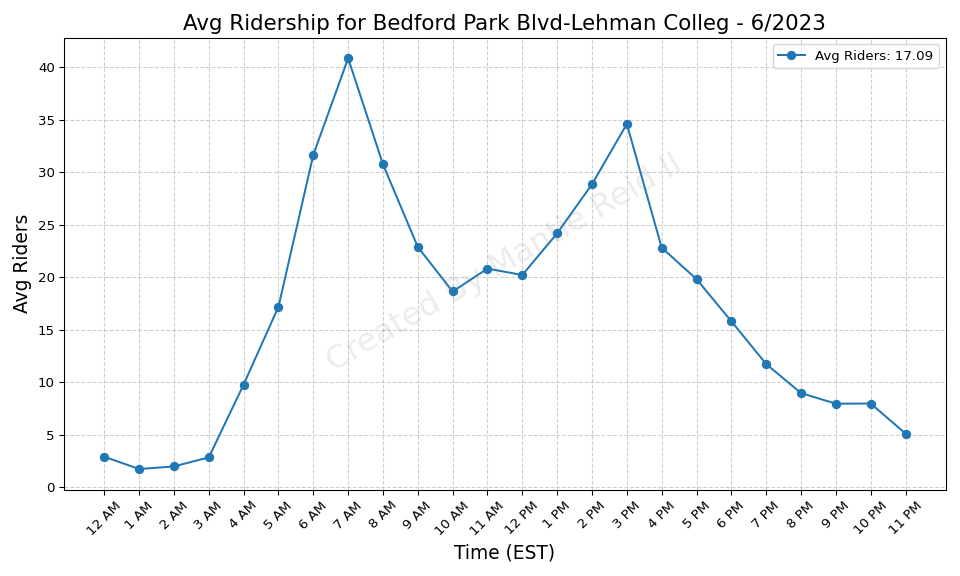 Avg Ridership for Bedford Park Blvd-Lehman Colleg - 6/2023
Avg Riders: 17.09
Avg Riders
40
35
30
25
20
15
10
5
0
Created By Mantie Reid II
12 AM
1 AM
2 AM
3 AM
4 AM
5 AM
6 AM
7 AM
8 AM
9 AM
10 AM
11 AM
12 PM
1 PM
2 PM
3 PM
4 PM
5 PM
6 PM
7 PM
8 PM
9 PM
10 PM
11 PM
Time (EST)